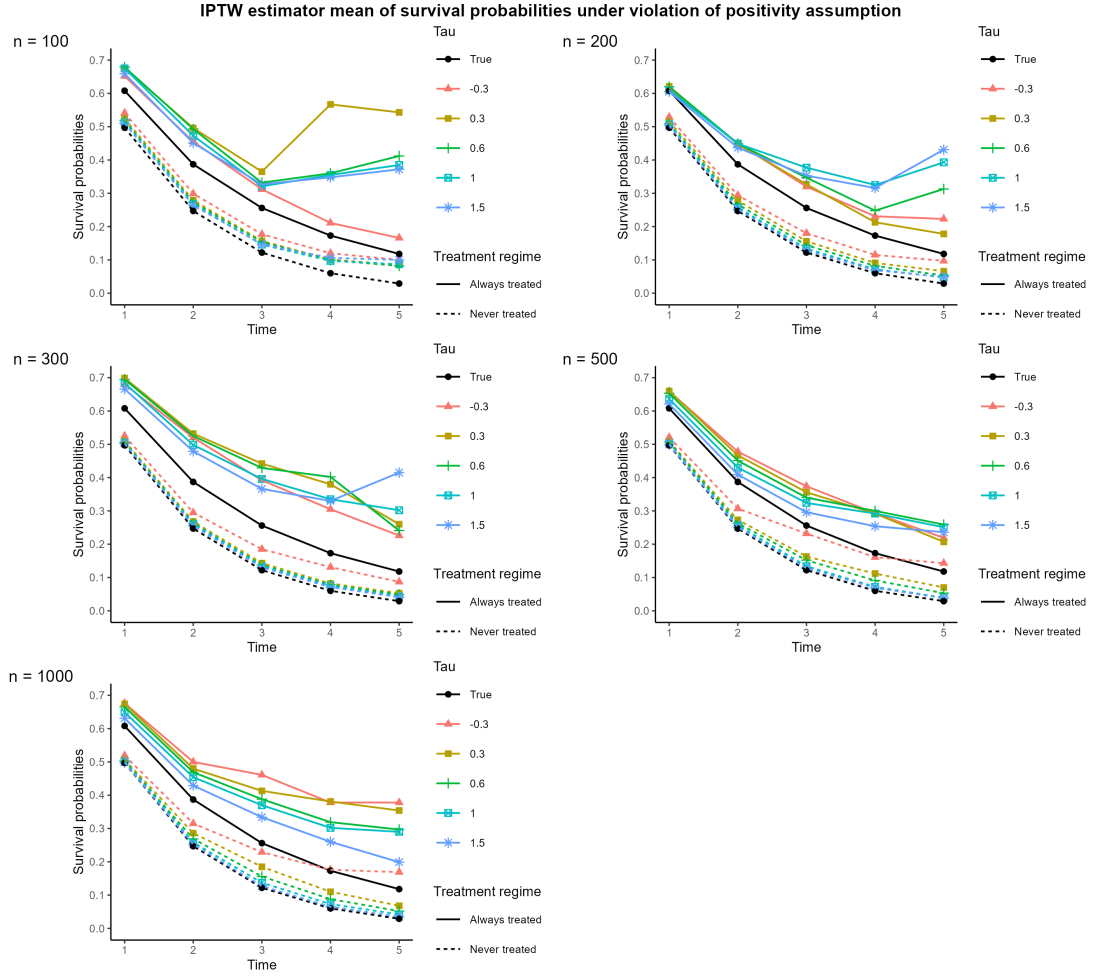 IPTW estimator mean of survival probabilities under violation of positivity assumption
n = 100
Survival probabilities
0.7
0.6
0.5
0.4
0.3
0.2
0.1
0.0
1 2 3 4 5
Time
Tau
True
-0.3
0.3
0.6
1
1.5
Treatment regime
Always treated
Never treated
n = 200
Survival probabilities
0.7
0.6
0.5
0.4
0.3
0.2
0.1
0.0
1 2 3 4 5
Time
Tau
True
-0.3
0.3
0.6
1
1.5
Treatment regime
Always treated
Never treated
n = 300
Survival probabilities
0.7
0.6
0.5
0.4
0.3
0.2
0.1
0.0
1 2 3 4 5
Time
Tau
True
-0.3
0.3
0.6
1
1.5
Treatment regime
Always treated
Never treated
n = 500
Survival probabilities
0.7
0.6
0.5
0.4
0.3
0.2
0.1
0.0
1 2 3 4 5
Time
Tau
True
-0.3
0.3
0.6
1
1.5
Treatment regime
Always treated
Never treated
n = 1000
Survival probabilities
0.7
0.6
0.5
0.4
0.3
0.2
0.1
0.0
1 2 3 4 5
Time
Tau
True
-0.3
0.3
0.6
1
1.5
Treatment regime
Always treated
Never treated